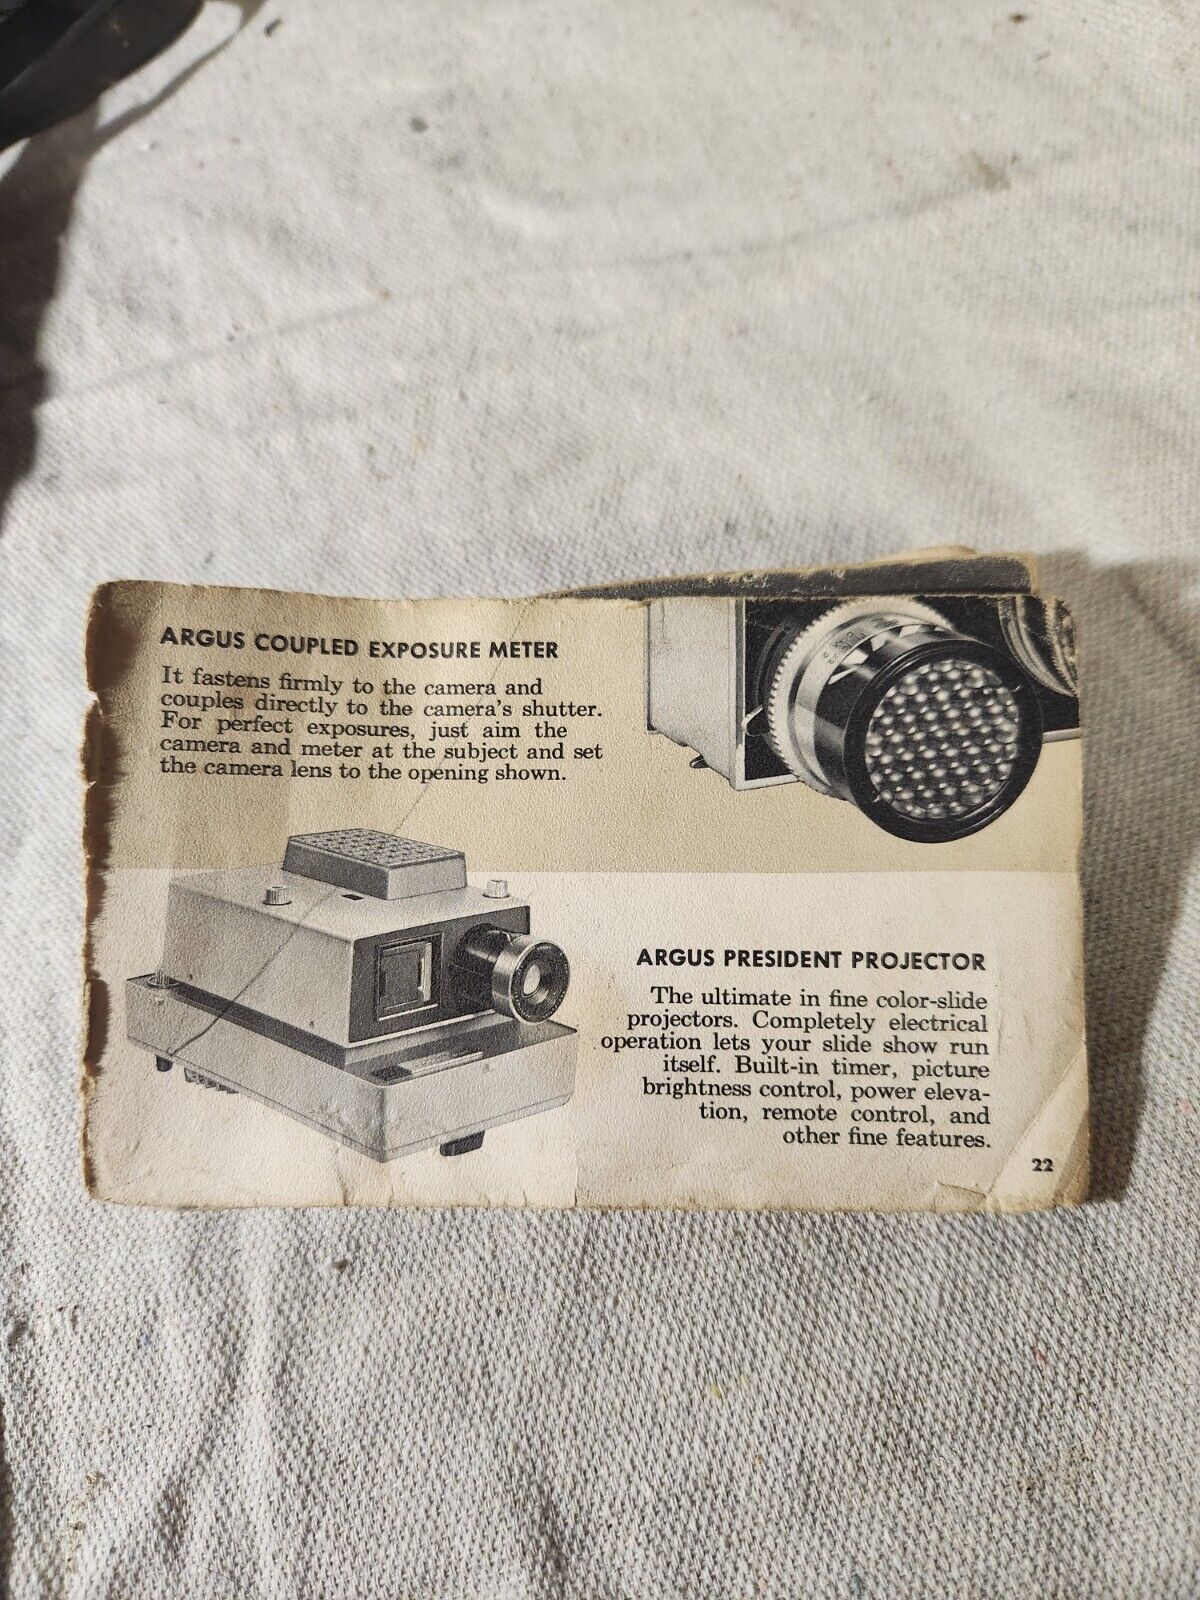 ARGUS COUPLED EXPOSURE METER
It fastens firmly to the camera and
couples directly to the camera's shutter.
For perfect exposures, just aim the
camera and meter at the subject and set
the camera lens to the opening shown.
ARGUS PRESIDENT PROJECTOR
The ultimate in fine color-slide
projectors. Completely electrical
operation lets your slide show run
itself. Built-in timer, picture
brightness control, power eleva-
tion, remote control, and
other fine features.
22